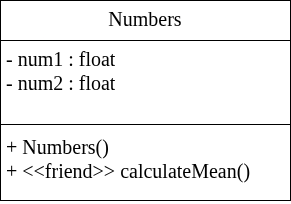 Numbers
- num1 : float
- num2 : float
+ Numbers()
+ <<friend>> calculateMean()